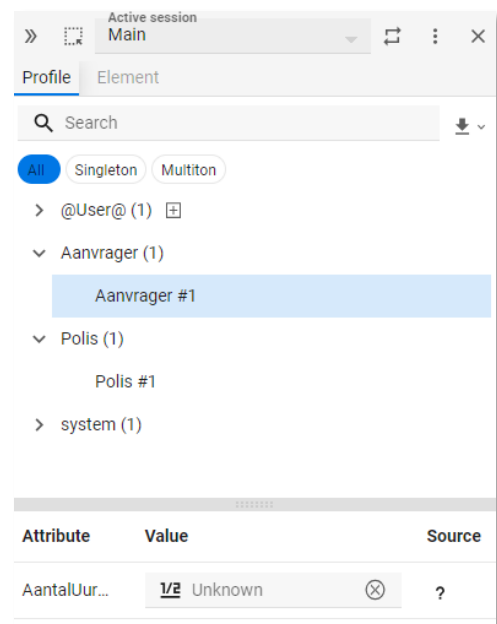 Active session
Main
Profile Element
Search
All Singleton Multiton
@User@ (1)
Aanvrager (1)
Aanvrager #1
Polis (1)
Polis #1
system (1)
Attribute Value Source
AantalUur... 1/2 Unknown ?